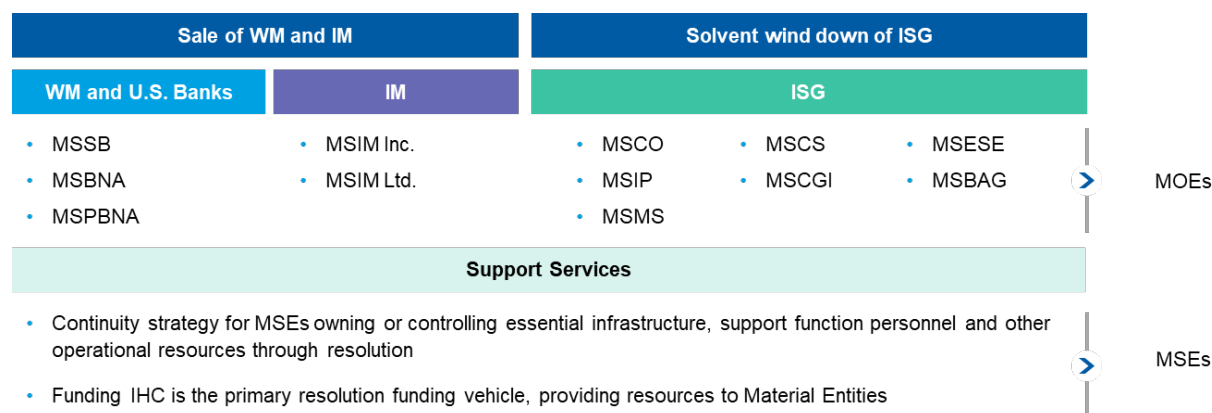 Sale of WM and IM
Solvent wind down of ISG
WM and U.S. Banks
IM
ISG
• MSSB
• MSBNA
• MSPBNA
• MSIM Inc.
• MSIM Ltd.
• MSCO
• MSIP
• MSMS
• MSCS
• MSCGI
• MSESE
• MSBAG
MOEs
Support Services
• Continuity strategy for MSEs owning or controlling essential infrastructure, support function personnel and other
operational resources through resolution
• Funding IHC is the primary resolution funding vehicle, providing resources to Material Entities
MSEs